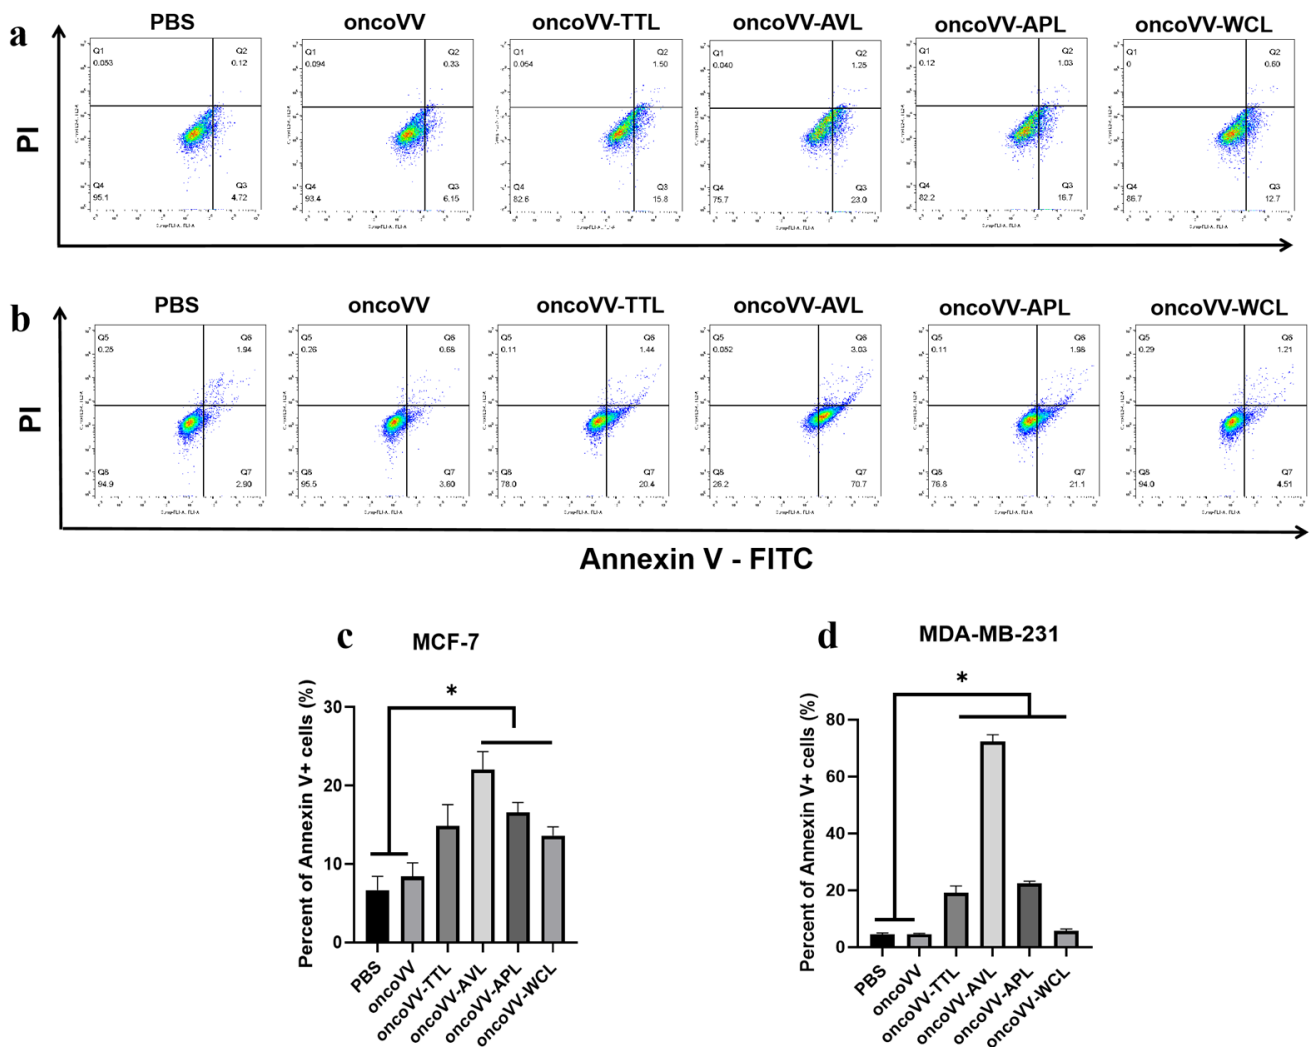 a
PBS
oncoVV
oncoVV-TTL
oncoVV-AVL
oncoVV-APL
oncoVV-WCL
PI
Q1
0.053
Q2
0.12
Q4
95.1
Q3
4.72
Q1
0.094
Q2
0.33
Q4
93.4
Q3
6.15
Q1
0.054
Q2
1.50
Q4
82.6
Q3
15.8
Q1
0.040
Q2
1.25
Q4
75.7
Q3
23.0
Q1
0.12
Q2
1.03
Q4
82.2
Q3
16.7
Q1
0
Q2
0.60
Q4
86.7
Q3
12.7
b
PBS
oncoVV
oncoVV-TTL
oncoVV-AVL
oncoVV-APL
oncoVV-WCL
PI
Q5
0.25
Q6
1.94
Q8
94.9
Q7
2.90
Q5
0.26
Q6
0.68
Q8
95.5
Q7
3.60
Q5
0.11
Q6
1.44
Q8
78.0
Q7
20.4
Q5
0.052
Q6
3.03
Q8
26.2
Q7
70.7
Q5
0.11
Q6
1.98
Q8
76.8
Q7
21.1
Q5
0.29
Q6
1.21
Q8
94.0
Q7
4.51
Annexin V - FITC
c
MCF-7
*
Percent of Annexin V+ cells (%)
30
20
10
0
PBS
oncoVV
oncoVV-TTL
oncoVV-AVL
oncoVV-APL
oncoVV-WCL
d
MDA-MB-231
*
Percent of Annexin V+ cells (%)
80
60
40
20
0
PBS
oncoVV
oncoVV-TTL
oncoVV-AVL
oncoVV-APL
oncoVV-WCL